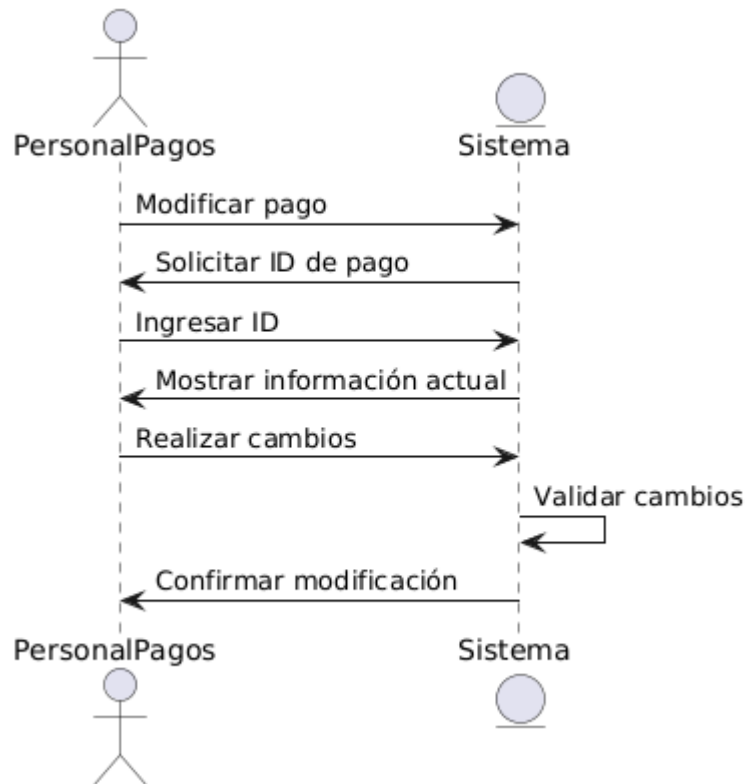 PersonalPagos
Sistema
Modificar pago
Solicitar ID de pago
Ingresar ID
Mostrar información actual
Realizar cambios
Validar cambios
Confirmar modificación
PersonalPagos
Sistema